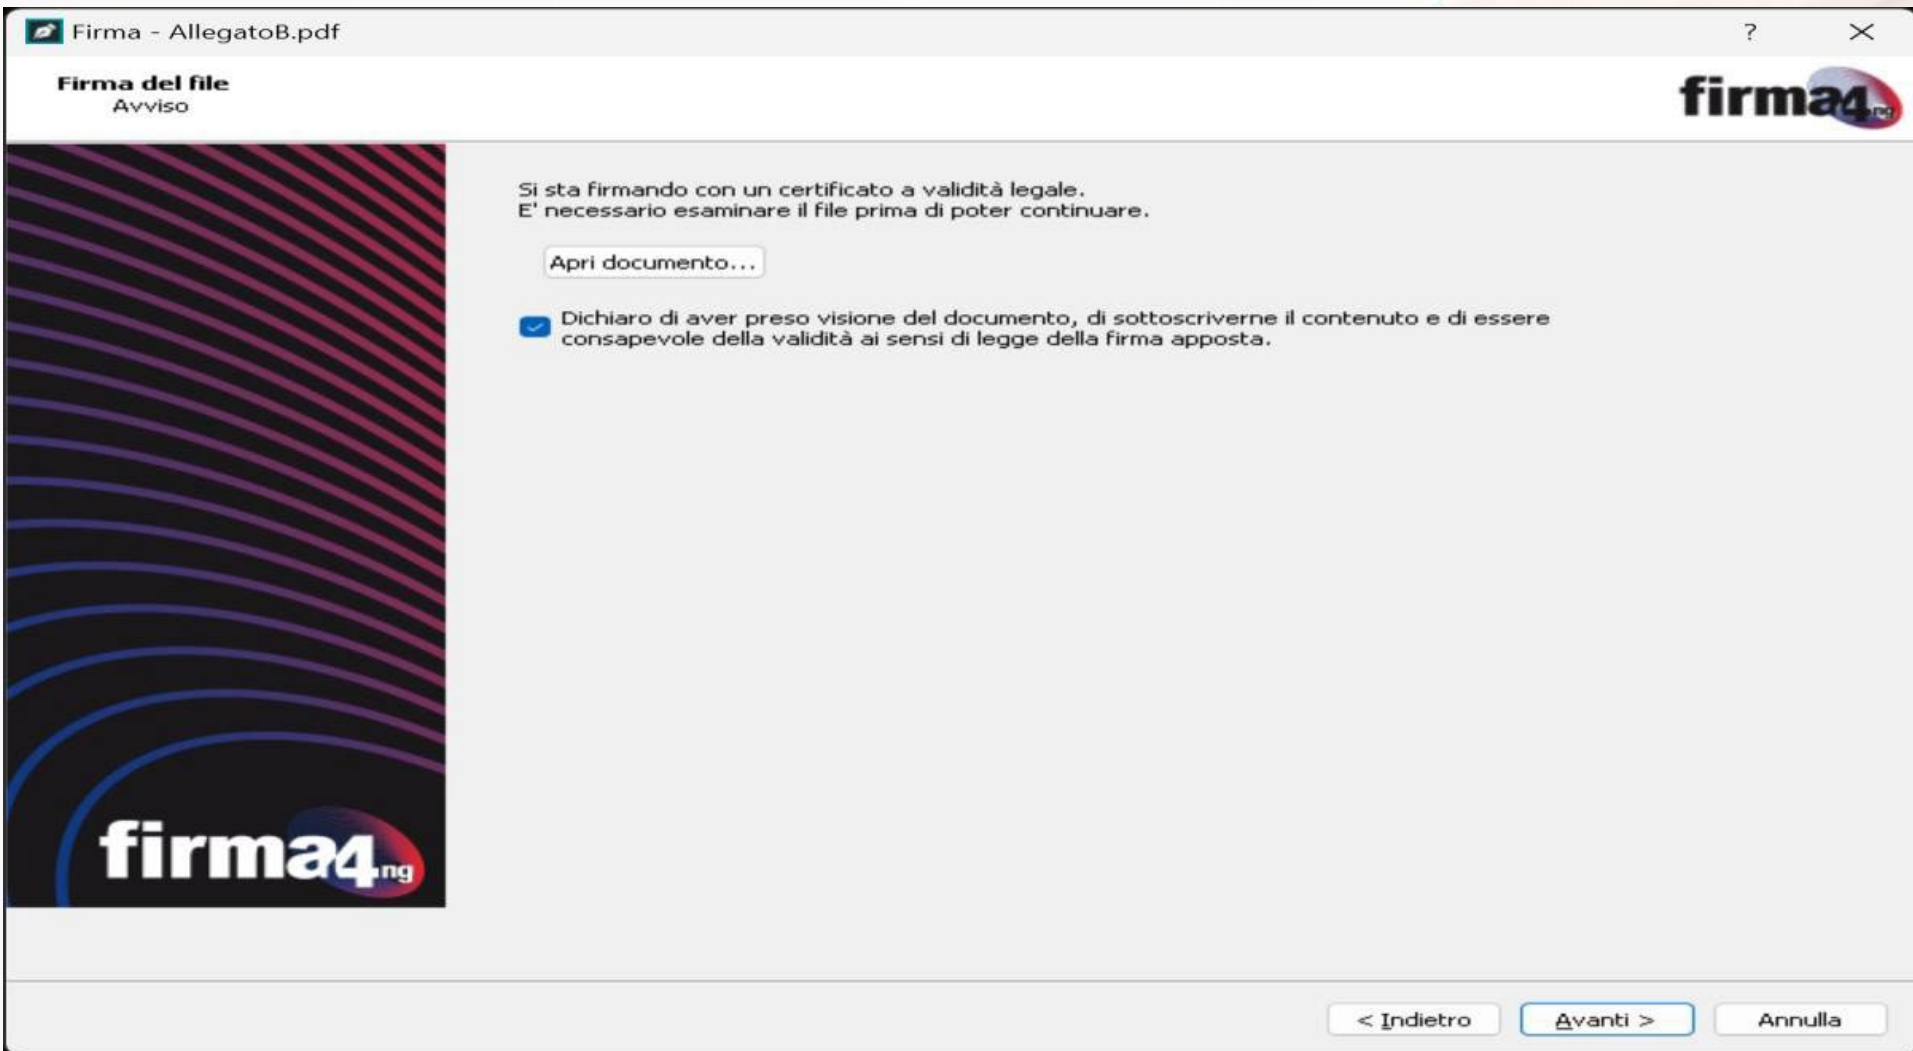 Firma - AllegatoB.pdf
?
Firma del file
Avviso
firma4ng
Si sta firmando con un certificato a validità legale.
E' necessario esaminare il file prima di poter continuare.
Apri documento...
Dichiaro di aver preso visione del documento, di sottoscriverne il contenuto e di essere
consapevole della validità ai sensi di legge della firma apposta.
firma4ng
< Indietro
Avanti >
Annulla